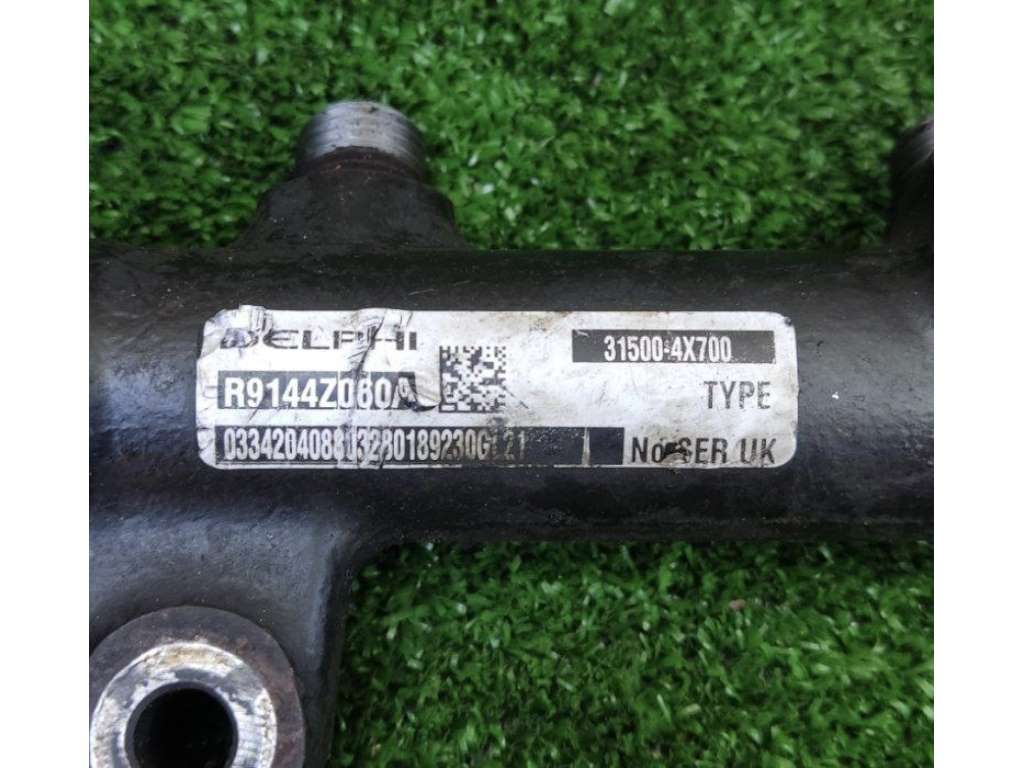 DELPHI
31500-4X700
R9144Z060A
TYPE
No SER UK